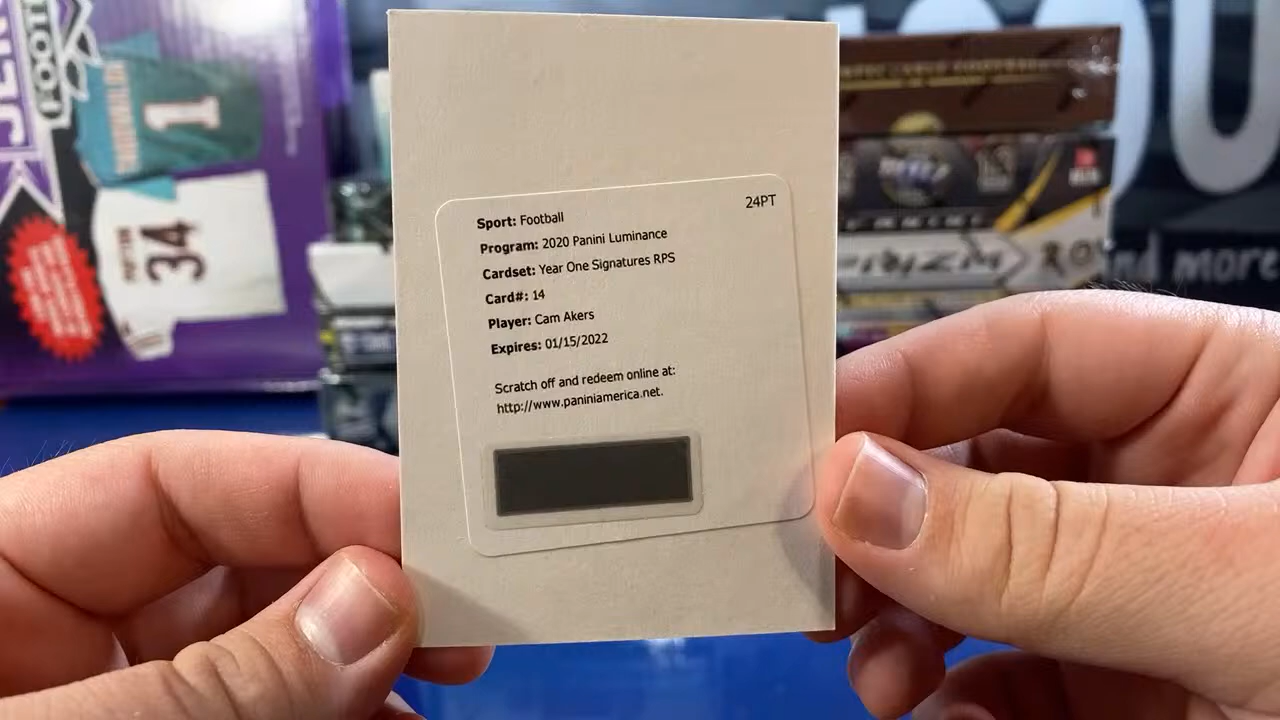 24PT
Sport: Football
Program: 2020 Panini Luminance
Cardset: Year One Signatures RPS
Card#: 14
Player: Cam Akers
Expires: 01/15/2022
Scratch off and redeem online at:
http://www.paniniamerica.net.
1
34
nd more